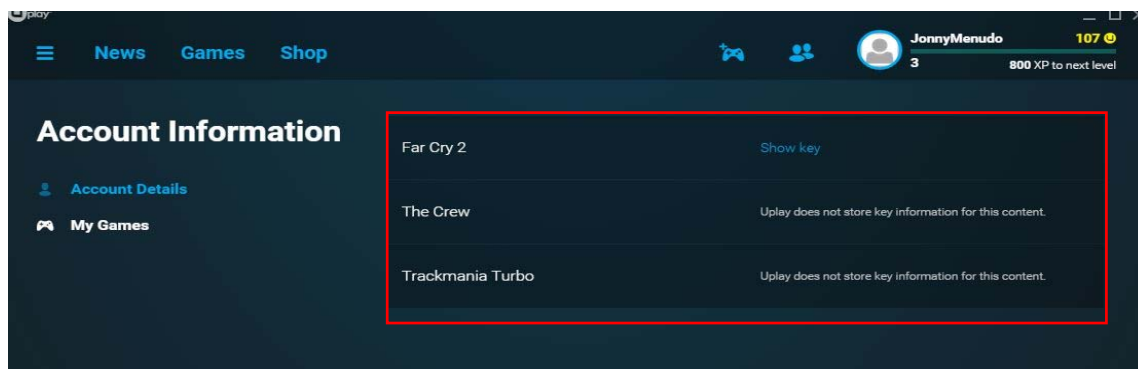 Uplay
News Games Shop
JonnyMenudo 107
3 800 XP to next level
Account Information
Account Details
My Games
Far Cry 2 Show key
The Crew Uplay does not store key information for this content.
Trackmania Turbo Uplay does not store key information for this content.